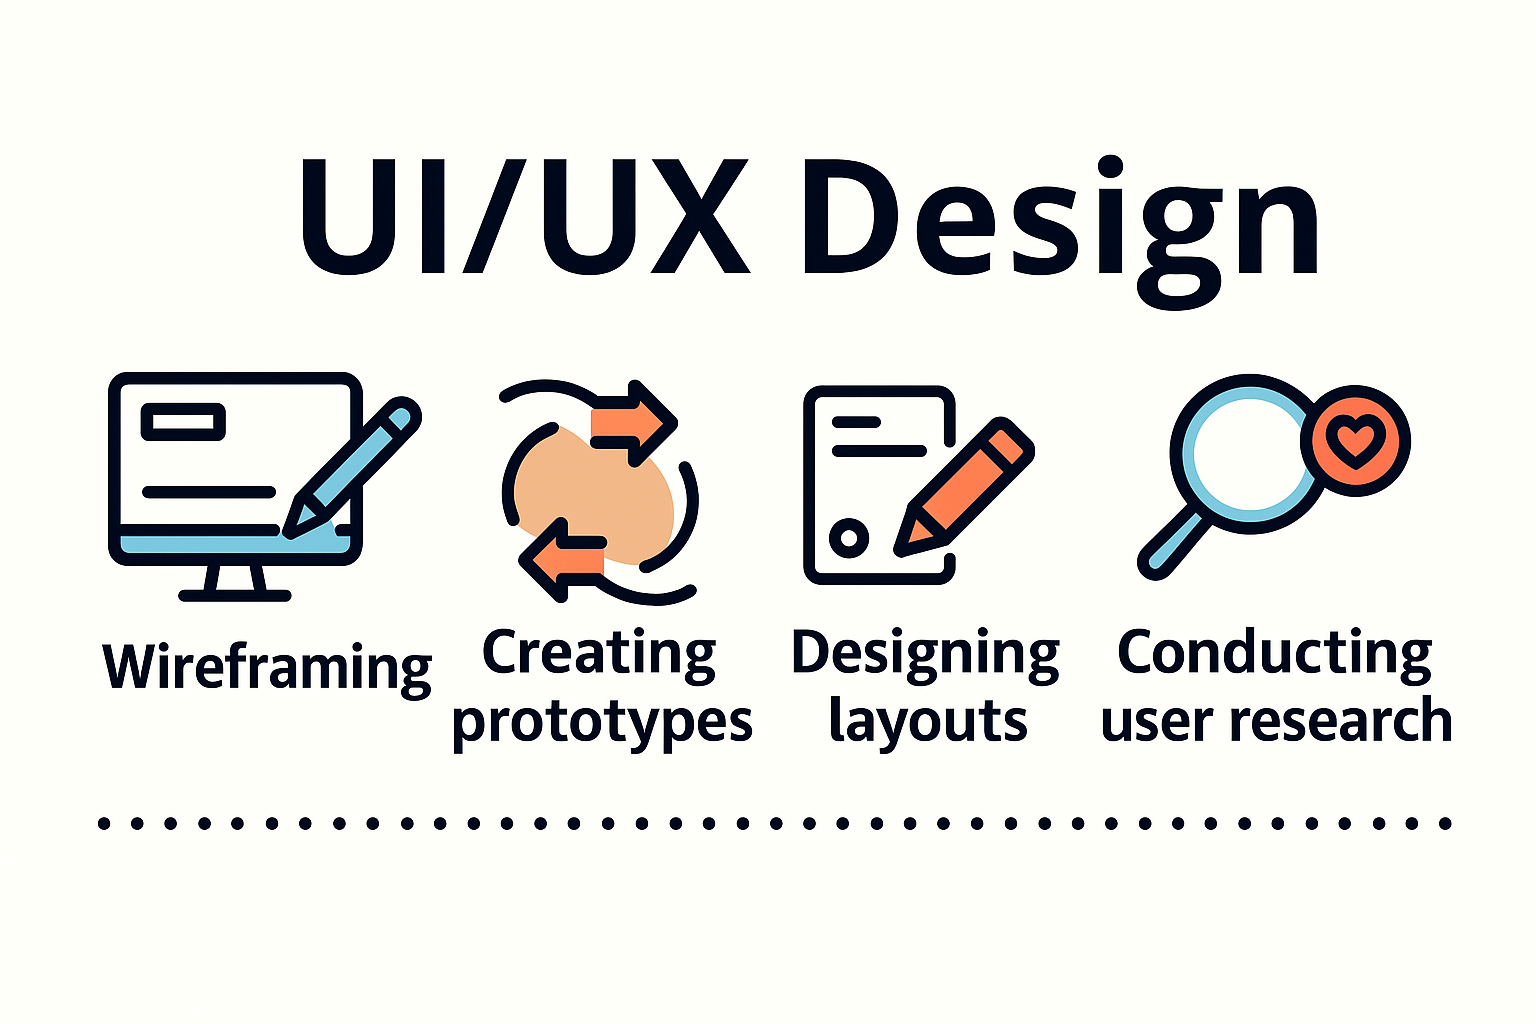 UI/UX Design
Wireframing
Creating
prototypes
Designing
layouts
Conducting
user research